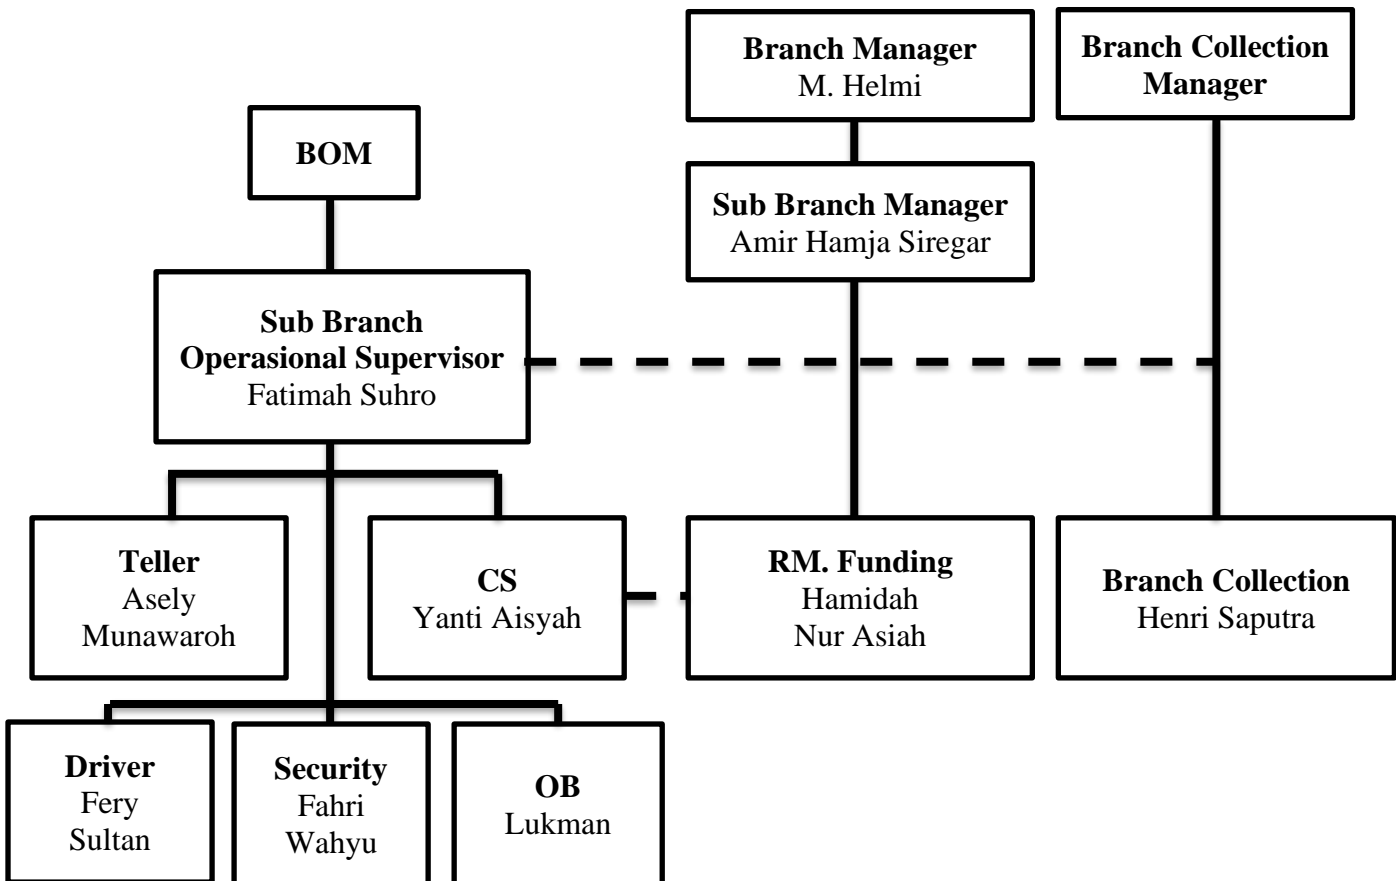 Branch Manager
M. Helmi
Branch Collection
Manager
BOM
Sub Branch Manager
Amir Hamja Siregar
Sub Branch
Operasional Supervisor
Fatimah Suhro
Teller
Asely
Munawaroh
CS
Yanti Aisyah
RM. Funding
Hamidah
Nur Asiah
Branch Collection
Henri Saputra
Driver
Fery
Sultan
Security
Fahri
Wahyu
OB
Lukman